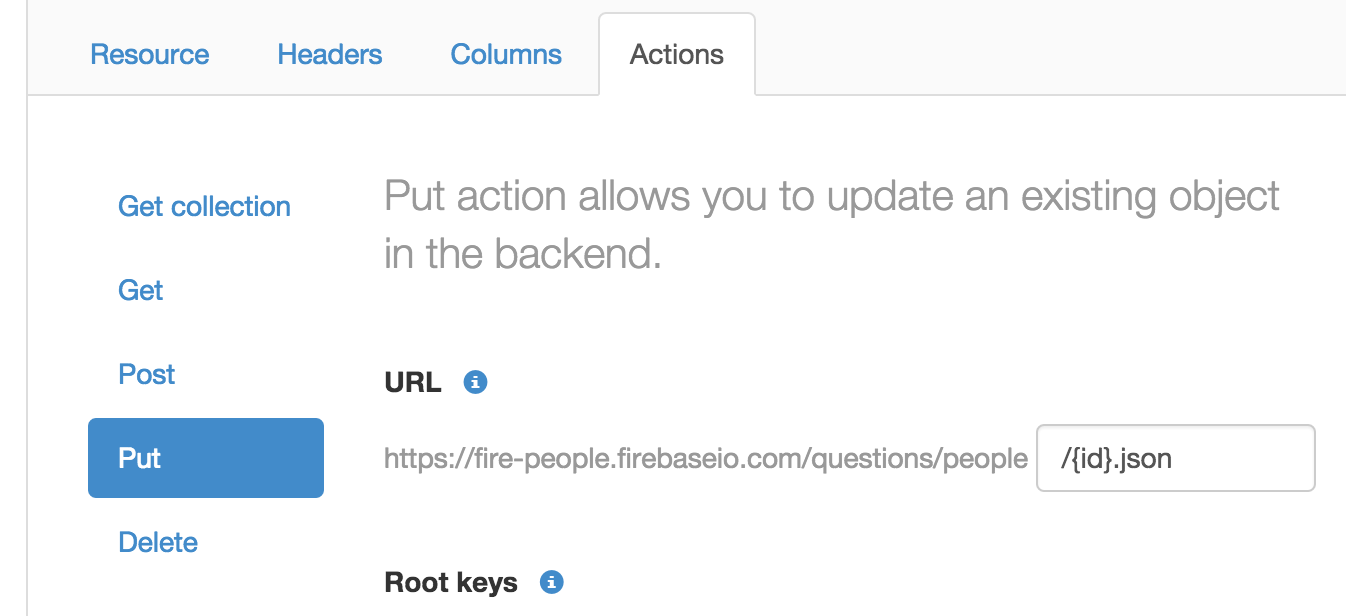 Resource Headers Columns Actions
Get collection
Get
Post
Put
Delete
Put action allows you to update an existing object
in the backend.
URL
https://fire-people.firebaseio.com/questions/people /{id}.json
Root keys